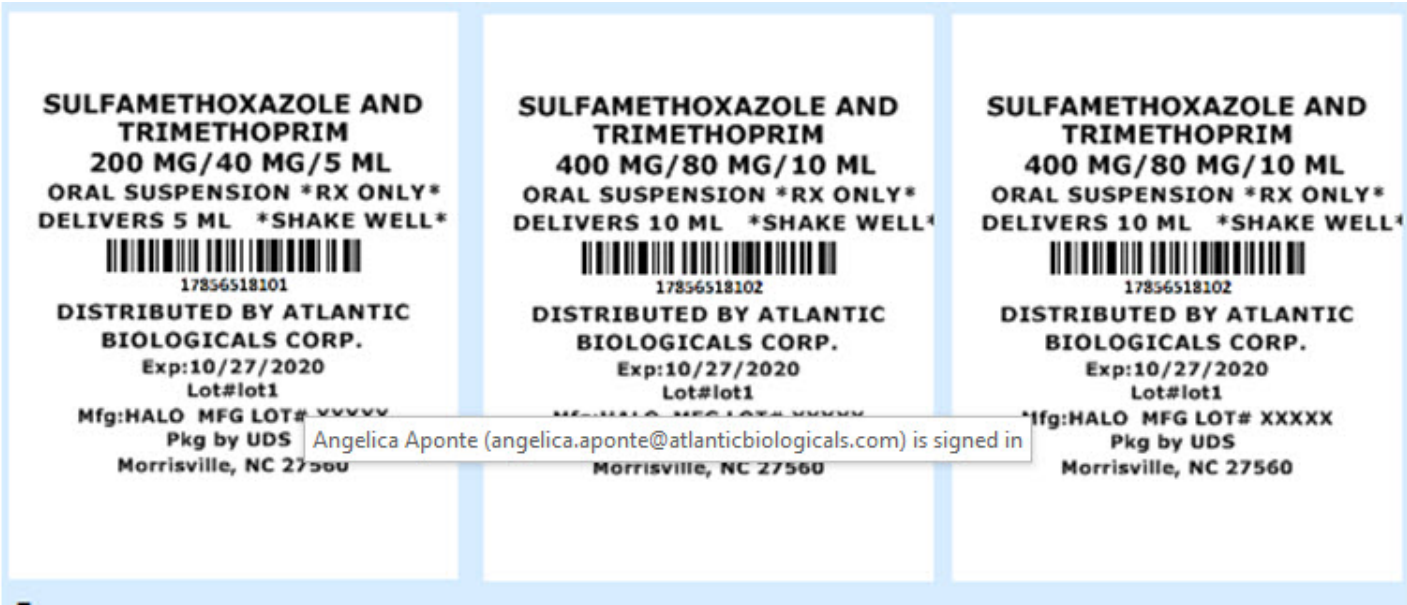 SULFAMETHOXAZOLE AND
TRIMETHOPRIM
200 MG/40 MG/5 ML
ORAL SUSPENSION *RX ONLY*
DELIVERS 5 ML *SHAKE WELL*
17856518101
DISTRIBUTED BY ATLANTIC
BIOLOGICALS CORP.
Exp:10/27/2020
Lot#lot1
Mfg:HALO MFG LOT#
Pkg by UDS
Morrisville, NC 27560
SULFAMETHOXAZOLE AND
TRIMETHOPRIM
400 MG/80 MG/10 ML
ORAL SUSPENSION *RX ONLY*
DELIVERS 10 ML *SHAKE WELL*
17856518102
DISTRIBUTED BY ATLANTIC
BIOLOGICALS CORP.
Exp:10/27/2020
Lot#lot1
Morrisville, NC 27560
SULFAMETHOXAZOLE AND
TRIMETHOPRIM
400 MG/80 MG/10 ML
ORAL SUSPENSION *RX ONLY*
DELIVERS 10 ML *SHAKE WELL*
17856518102
DISTRIBUTED BY ATLANTIC
BIOLOGICALS CORP.
Exp:10/27/2020
Lot#lot1
Mfg:HALO MFG LOT# XXXXX
Pkg by UDS
Morrisville, NC 27560
Angelica Aponte (angelica.aponte@atlanticbiologicals.com) is signed in